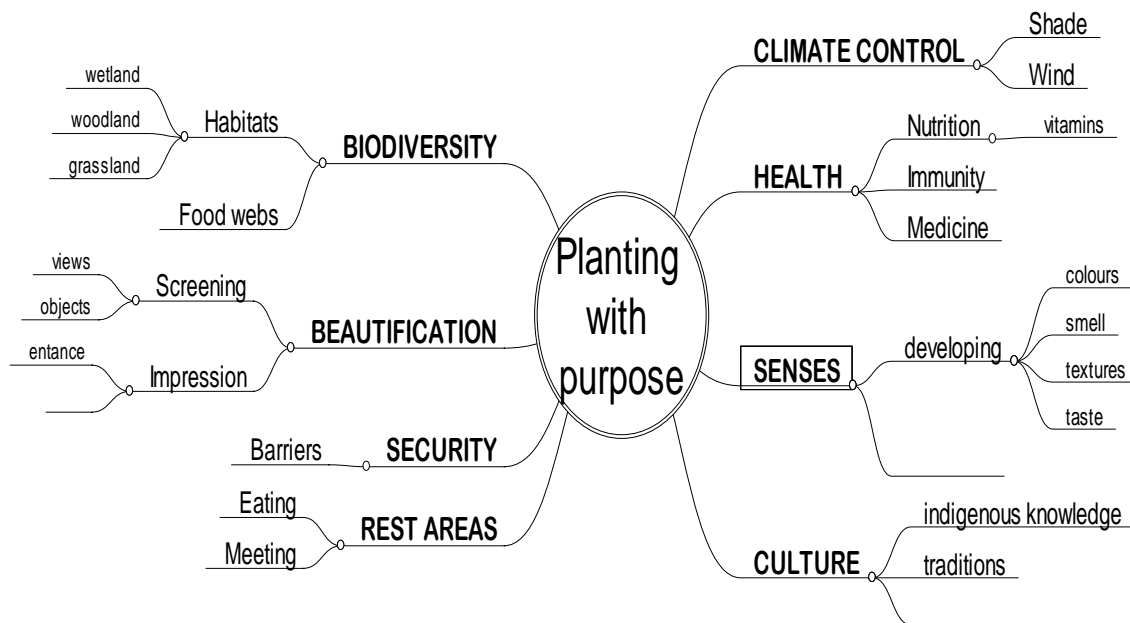 Planting
with
purpose
CLIMATE CONTROL
Shade
Wind
HEALTH
Nutrition
vitamins
Immunity
Medicine
SENSES
developing
colours
smell
textures
taste
CULTURE
indigenous knowledge
traditions
BIODIVERSITY
Habitats
wetland
woodland
grassland
Food webs
BEAUTIFICATION
Screening
views
objects
Impression
entance
SECURITY
Barriers
REST AREAS
Eating
Meeting